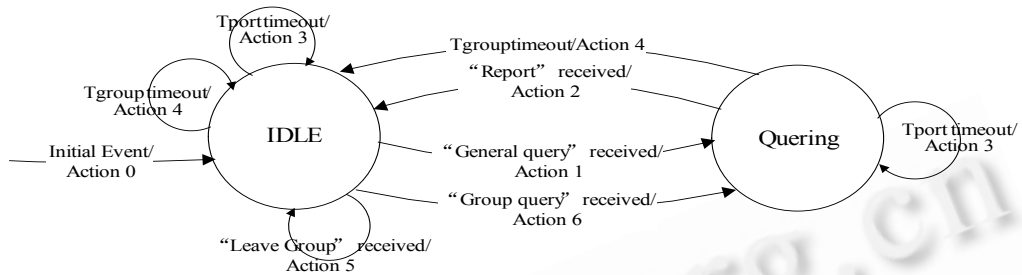 Tporttimeout/
Action 3
Tgrouptimeout/Action 4
“Report” received/
Action 2
Tgrouptimeout/
Action 4
IDLE
Quering
Tport timeout/
Action 3
Initial Event/
Action 0
“General query” received/
Action 1
“Group query” received/
Action 6
“Leave Group” received/
Action 5
rg.cn